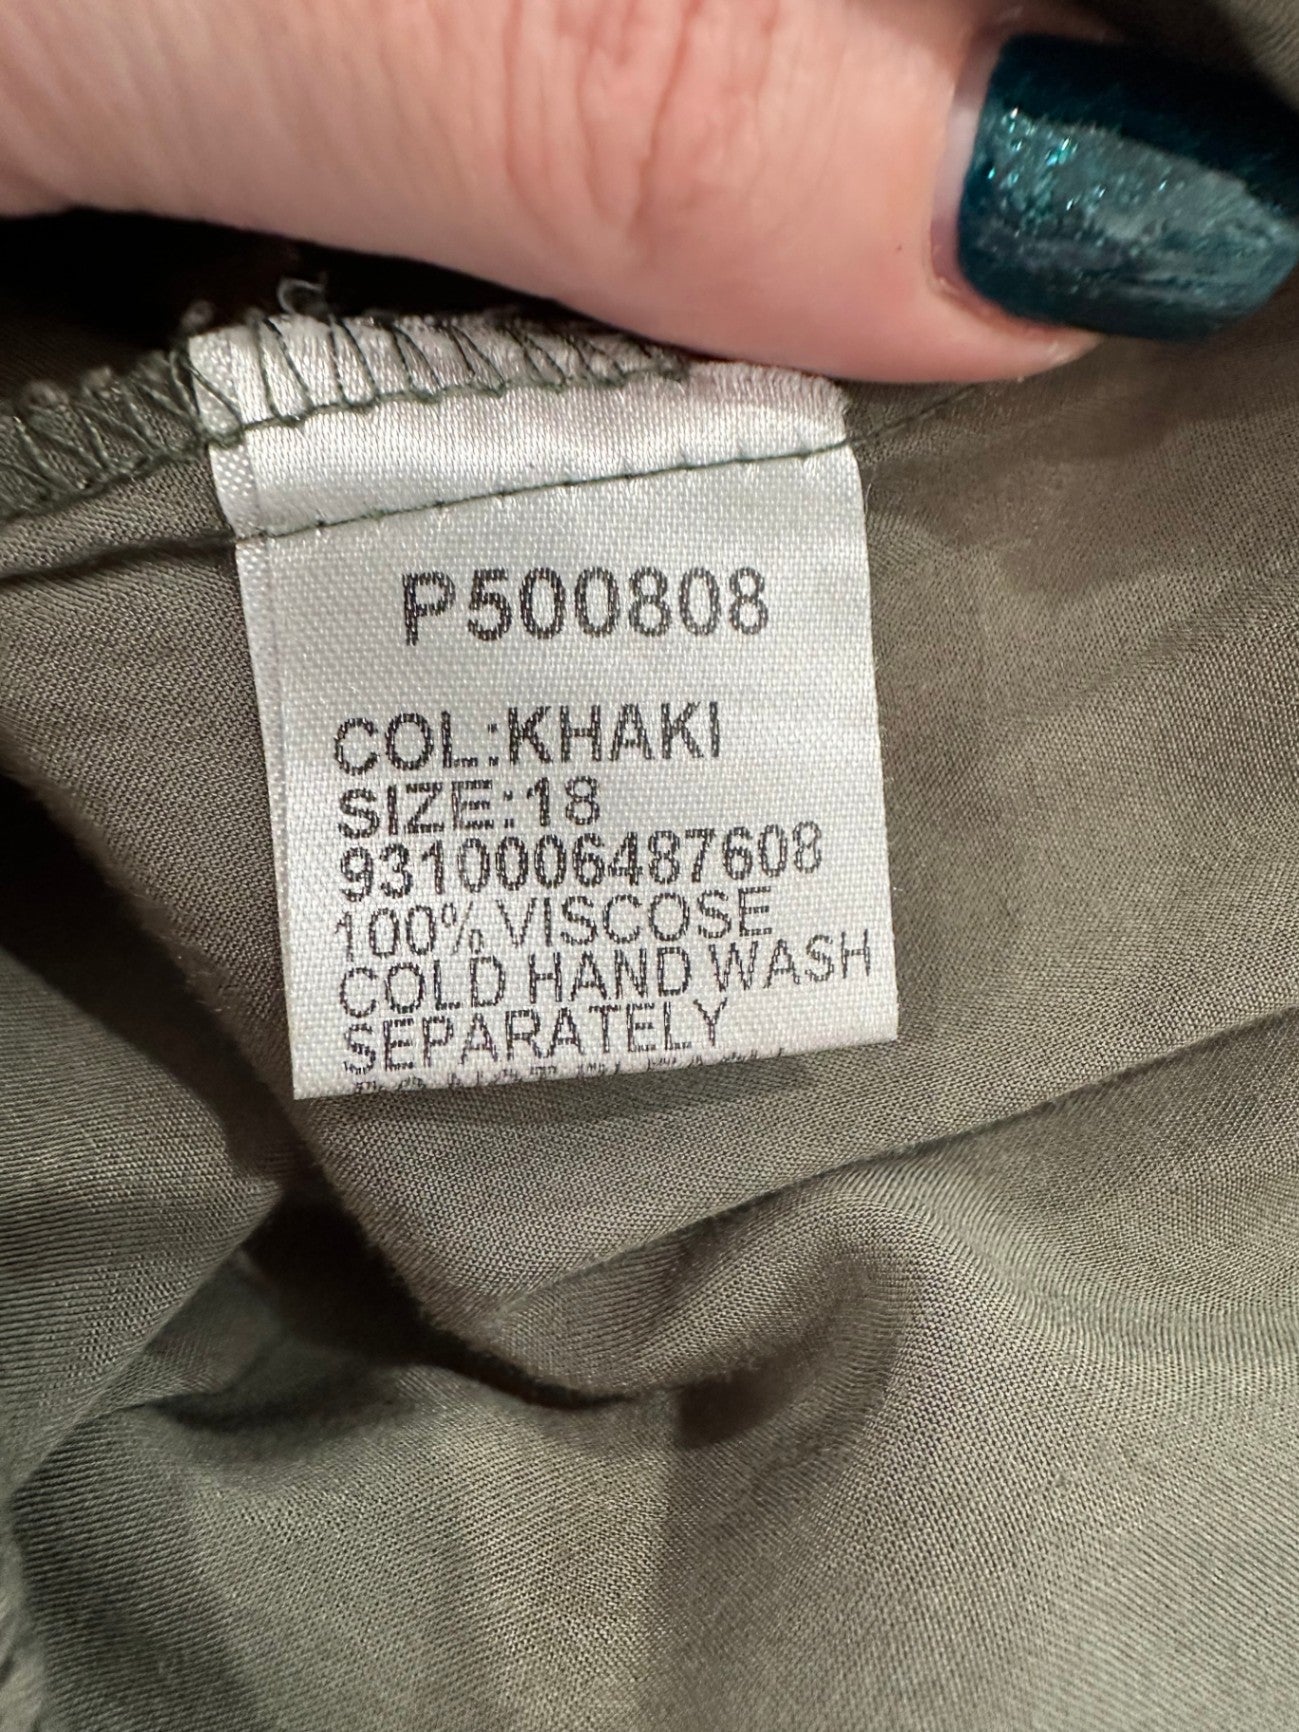 P500808
COL:KHAKI
SIZE:18
9310006487608
100% VISCOSE
COLD HAND WASH
SEPARATELY